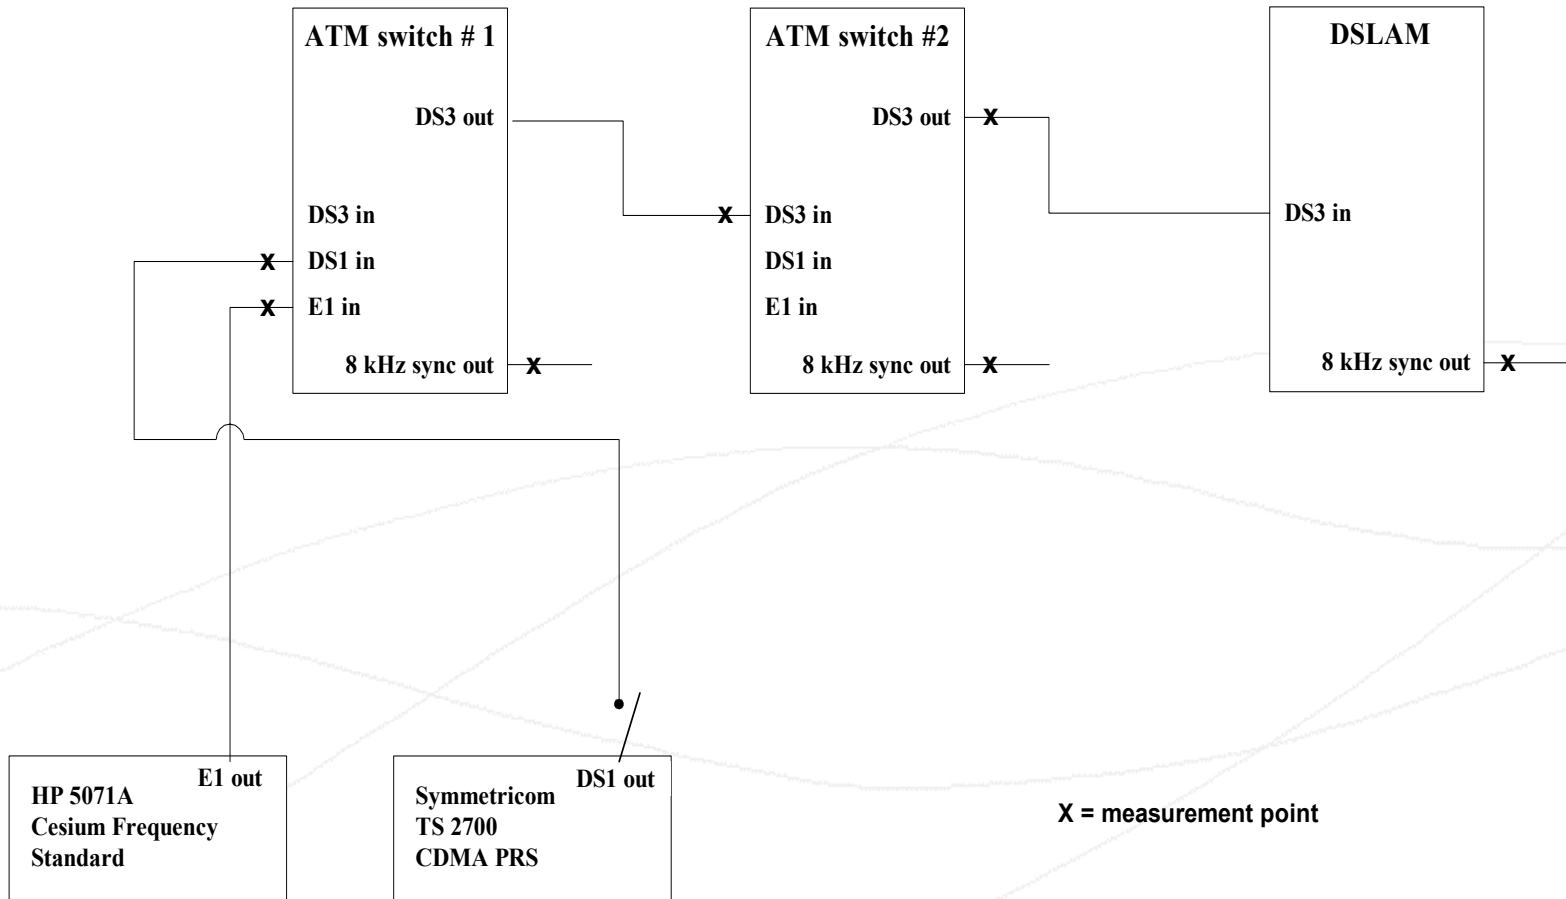 ATM switch # 1
DS3 out
DS3 in
X DS1 in
X E1 in
8 kHz sync out X
ATM switch #2
DS3 out X
X DS3 in
DS1 in
E1 in
8 kHz sync out X
DSLAM
DS3 in
8 kHz sync out X
E1 out
HP 5071A
Cesium Frequency
Standard
DS1 out
Symmetricom
TS 2700
CDMA PRS
X = measurement point